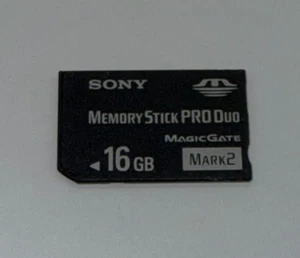 SONY
MEMORY STICK PRO DUO
MAGICGATE
◄16 GB MARK2